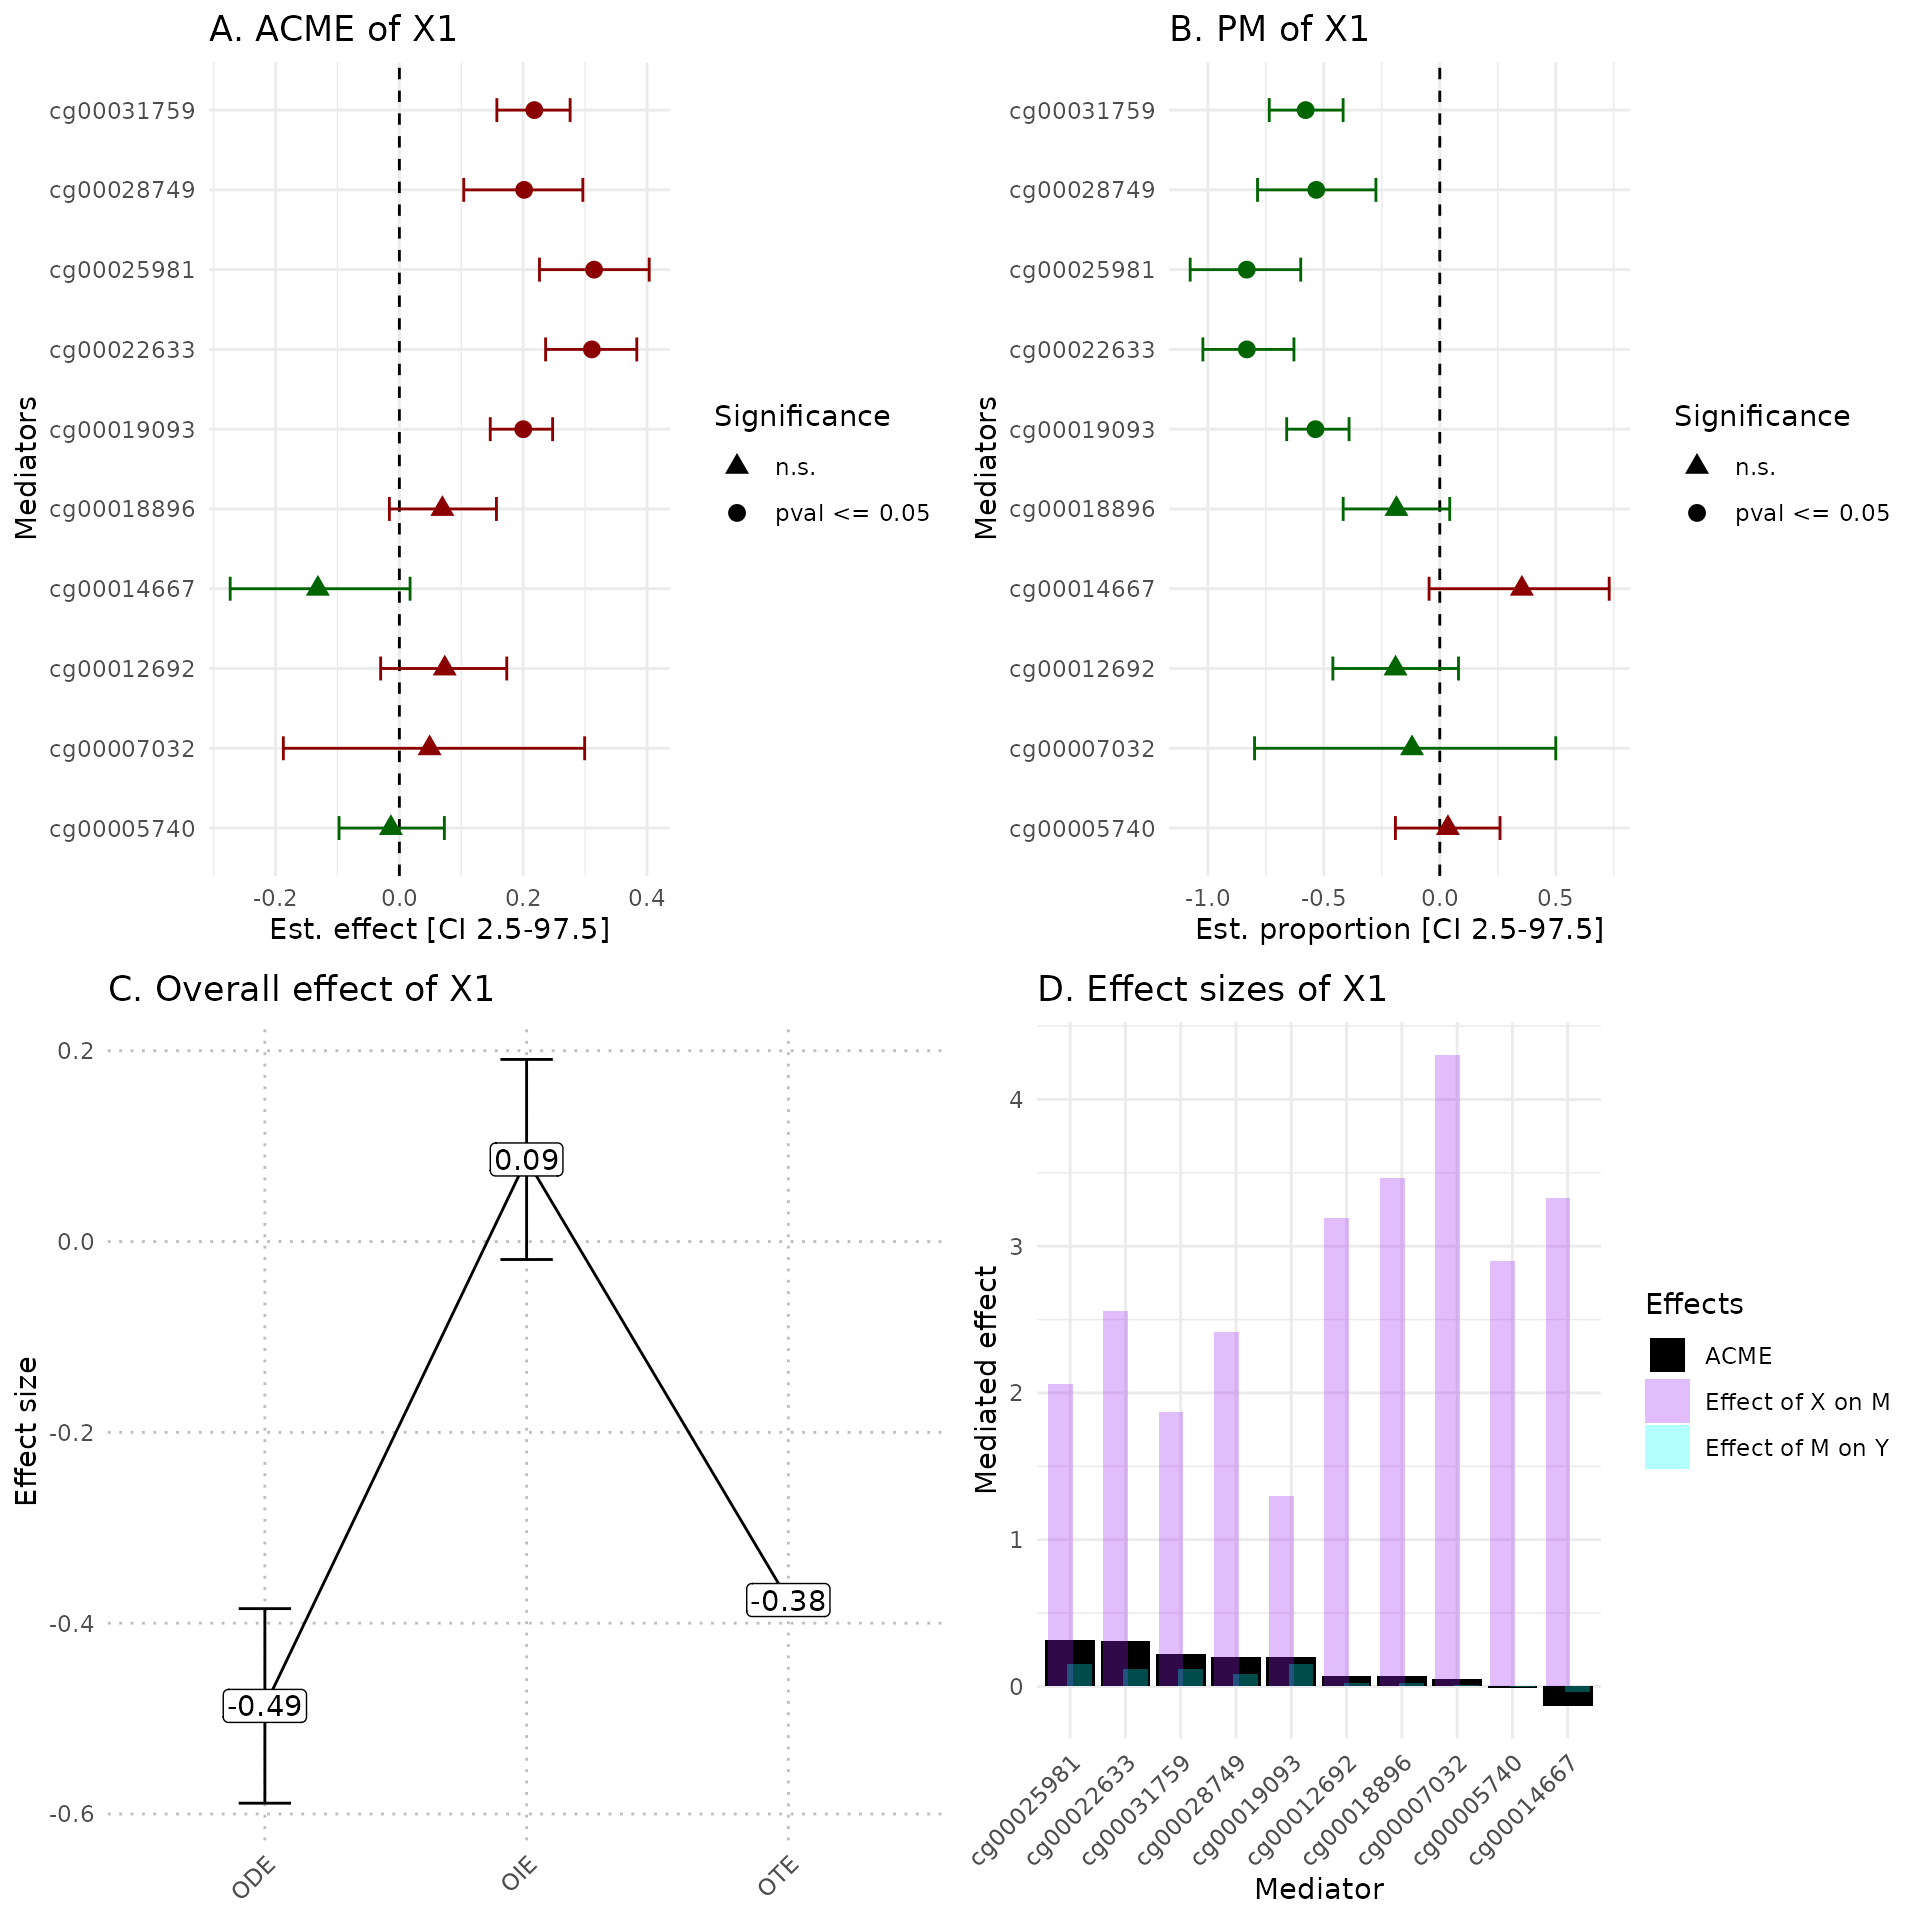 A. ACME of X1
Mediators
cg00031759
cg00028749
cg00025981
cg00022633
cg00019093
cg00018896
cg00014667
cg00012692
cg00007032
cg00005740
-0.2 0.0 0.2 0.4
Est. effect [CI 2.5-97.5]
Significance
n.s.
pval <= 0.05
B. PM of X1
Mediators
cg00031759
cg00028749
cg00025981
cg00022633
cg00019093
cg00018896
cg00014667
cg00012692
cg00007032
cg00005740
-1.0 -0.5 0.0 0.5
Est. proportion [CI 2.5-97.5]
Significance
n.s.
pval <= 0.05
C. Overall effect of X1
Effect size
0.2
0.0
-0.2
-0.4
-0.6
-0.49
0.09
-0.38
ODE OIE OTE
D. Effect sizes of X1
Mediated effect
4
3
2
1
0
cg00025981 cg00022633 cg00031759 cg00028749 cg00019093 cg00012692 cg00018896 cg00007032 cg00005740 cg00014667
Mediator
Effects
ACME
Effect of X on M
Effect of M on Y